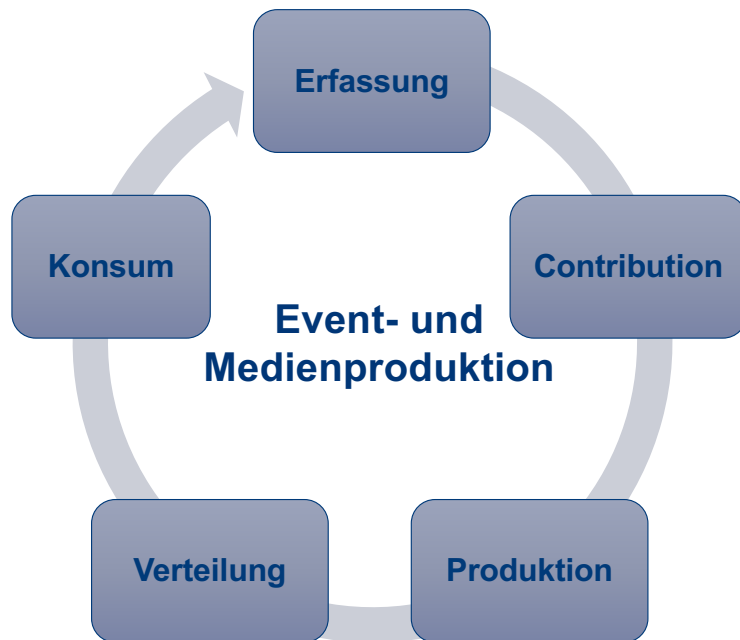 Erfassung
Contribution
Konsum
Event- und
Medienproduktion
Verteilung
Produktion